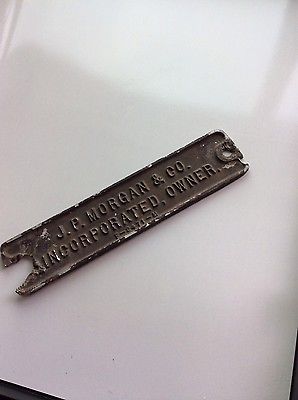 J.P. MORGAN & CO.
INCORPORATED, OWNER.